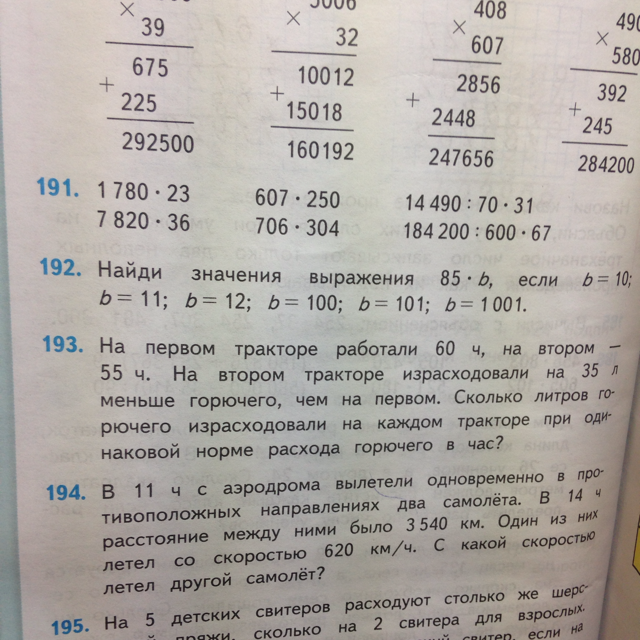 × × 5006 × 408 × 490
39 32 607 580
675 10012 2856 392
+ + + +
225 15018 2448 245
292500 160192 247656 284200
191. 1 780 · 23 607 · 250 14 490 : 70 · 31
7 820 · 36 706 · 304 184 200 : 600 · 67
192. Найди значения выражения 85 · b, если b = 10;
b = 11; b = 12; b = 100; b = 101; b = 1 001.
193. На первом тракторе работали 60 ч, на втором —
55 ч. На втором тракторе израсходовали на 35 л
меньше горючего, чем на первом. Сколько литров го-
рючего израсходовали на каждом тракторе при оди-
наковой норме расхода горючего в час?
194. В 11 ч с аэродрома вылетели одновременно в про-
тивоположных направлениях два самолёта. В 14 ч
расстояние между ними было 3 540 км. Один из них
летел со скоростью 620 км/ч. С какой скоростью
летел другой самолёт?
195. На 5 детских свитеров расходуют столько же шерс-
пряжи, сколько на 2 свитера для взрослых.
свитер, если на